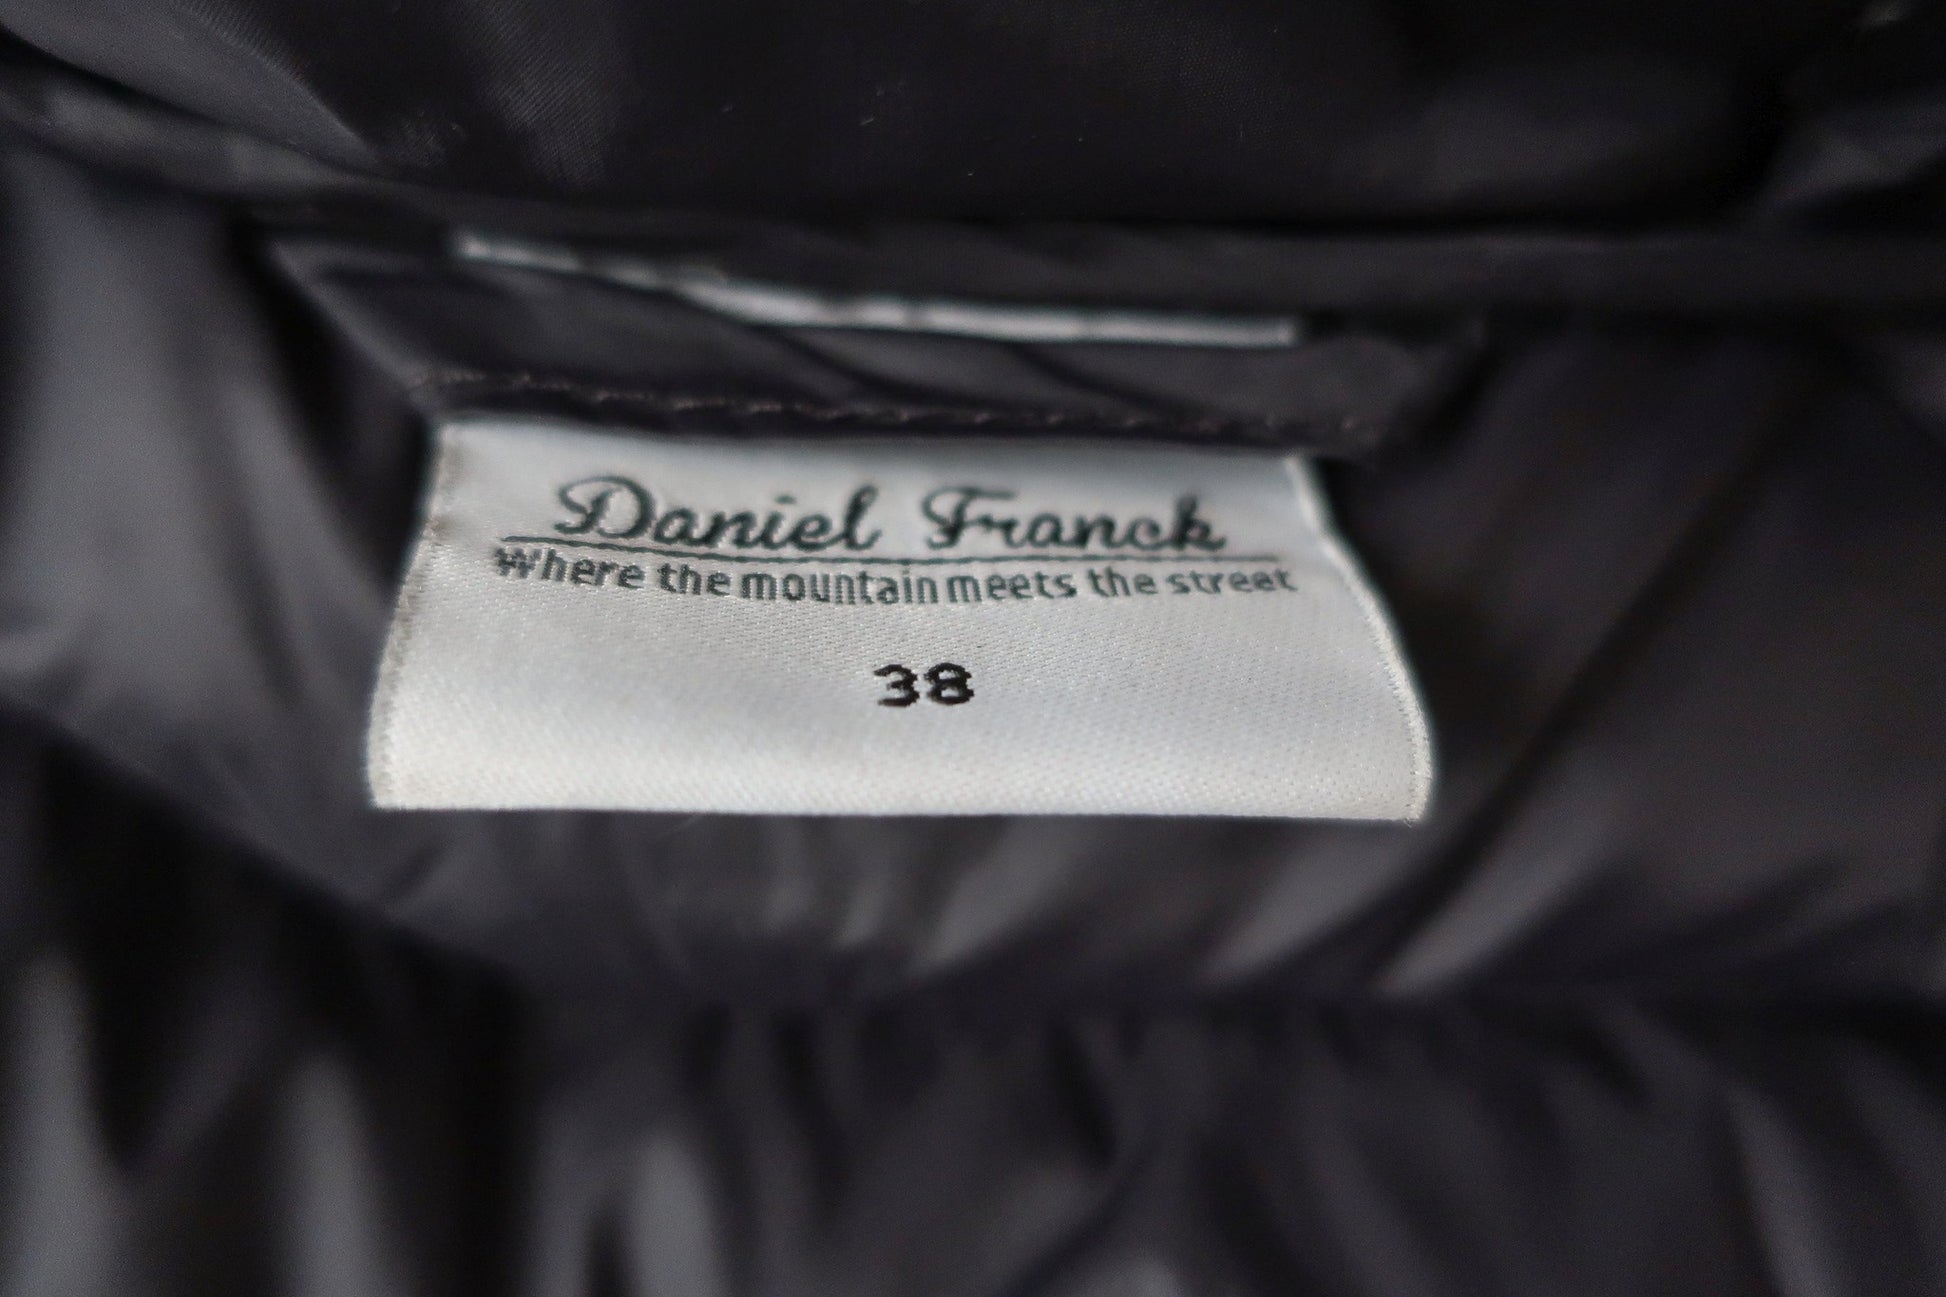 Daniel Franck
Where the mountain meets the street
38